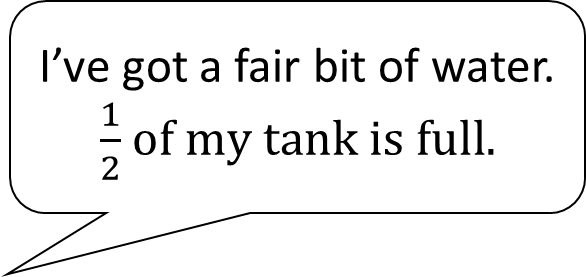 I’ve got a fair bit of water.
1/2 of my tank is full.